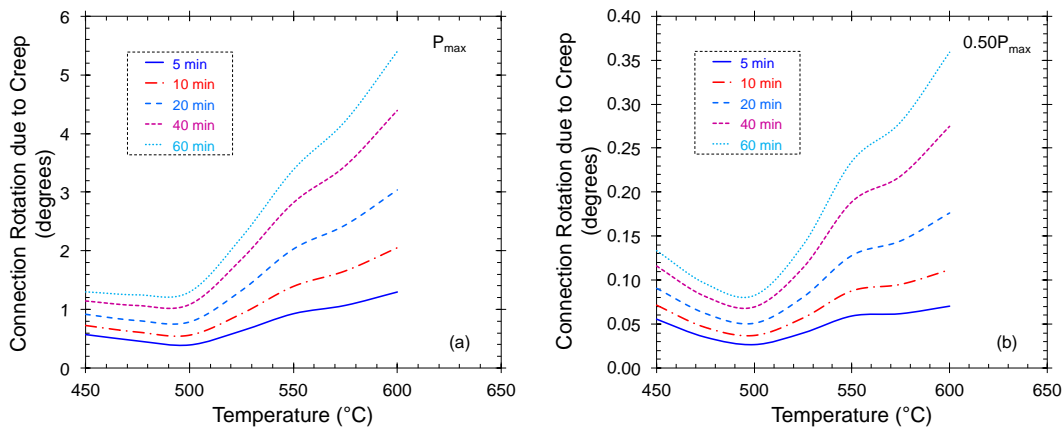 Connection Rotation due to Creep
(degrees)
6
5
4
3
2
1
0
P_max
5 min
10 min
20 min
40 min
60 min
(a)
450 500 550 600 650
Temperature (°C)
Connection Rotation due to Creep
(degrees)
0.40
0.35
0.30
0.25
0.20
0.15
0.10
0.05
0.00
0.50P_max
5 min
10 min
20 min
40 min
60 min
(b)
450 500 550 600 650
Temperature (°C)